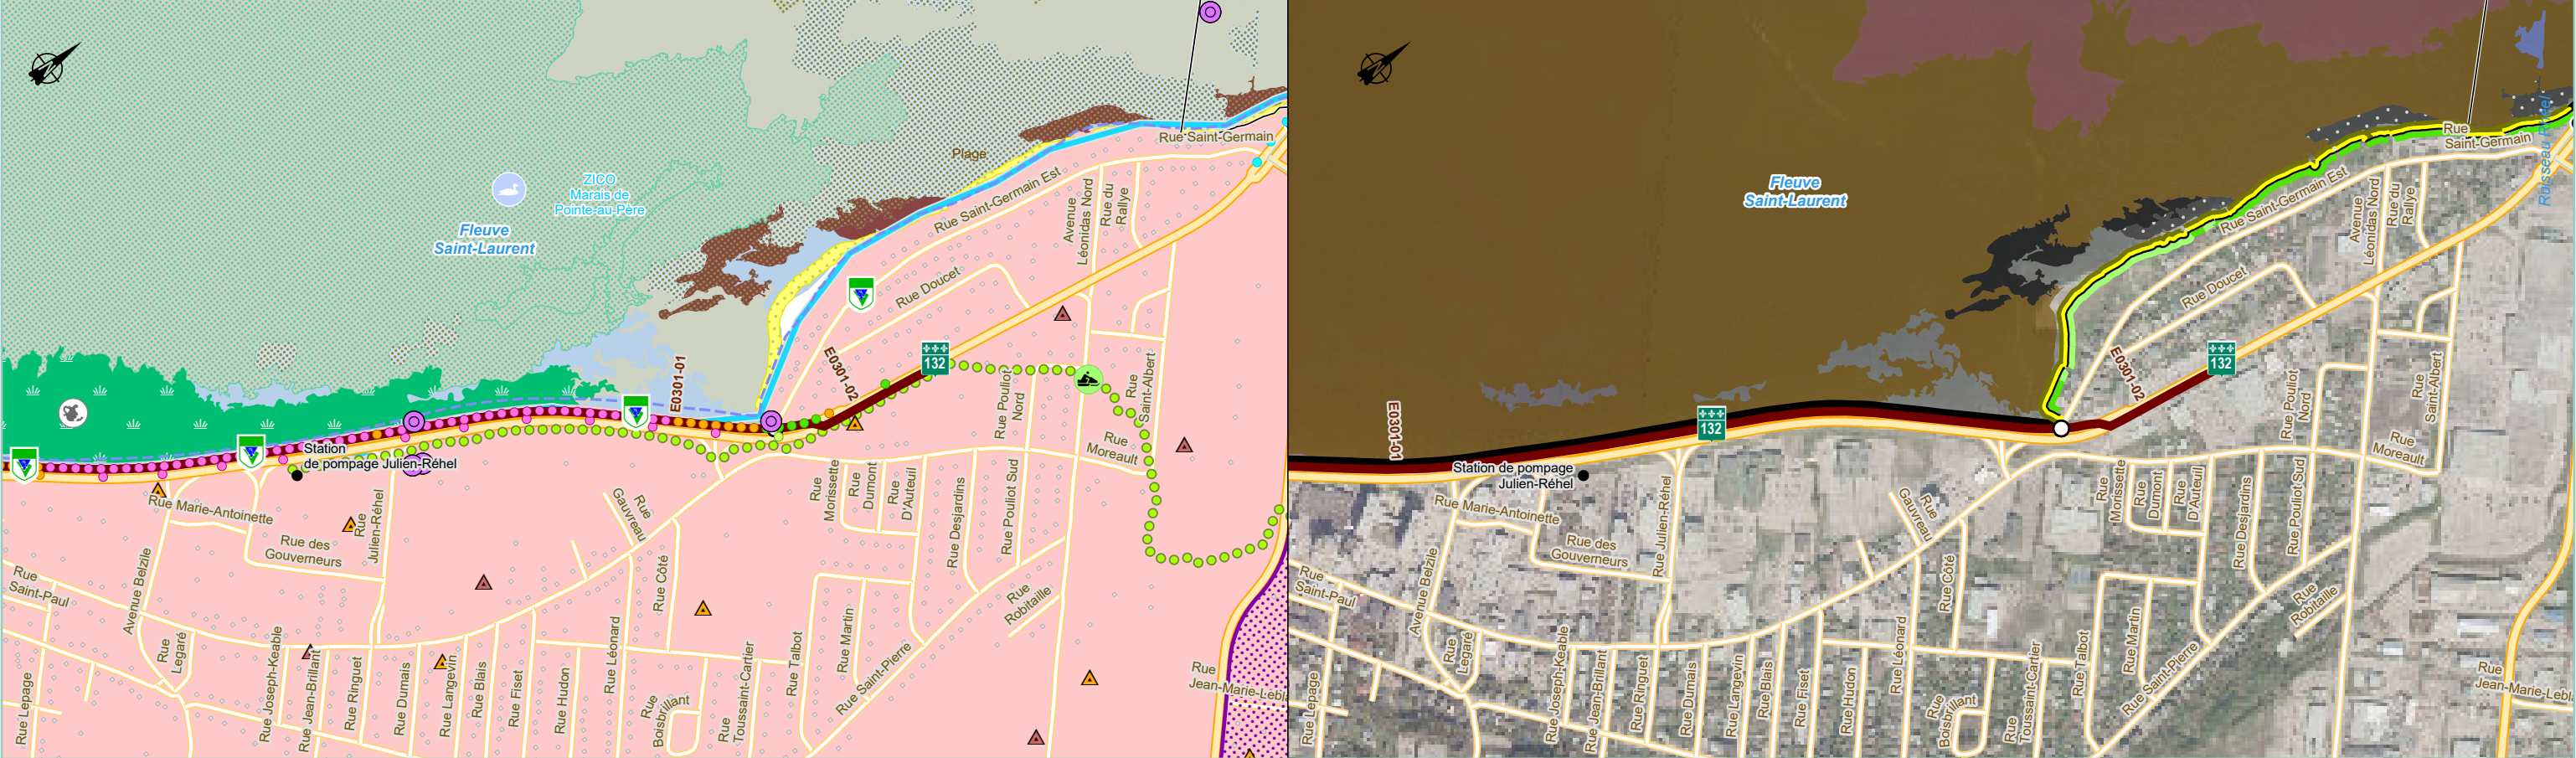 Plage
Rue Saint-Germain
ZICO
Marais de
Pointe-au-Père
Fleuve
Saint-Laurent
Rue Saint-Germain Est
Avenue
Léonidas Nord
Rue du
Rallye
Rue Doucet
E0301-01
E0301-02
132
Rue Pouliot
Nord
Rue
Saint-Albert
Rue
Moreault
Station
de pompage Julien-Réhel
Rue Marie-Antoinette
Rue
Julien-Réhel
Rue des
Gouverneurs
Rue
Gauvreau
Rue
Morissette
Rue
Dumont
Rue
D'Auteuil
Rue Desjardins
Rue Pouliot Sud
Rue
Saint-Paul
Avenue Belzile
Rue
Legaré
Rue Côté
Rue
Robitaille
Rue Lepage
Rue Joseph-Keable
Rue Jean-Brillant
Rue Ringuet
Rue Dumais
Rue Langevin
Rue Blais
Rue Fiset
Rue Hudon
Rue Léonard
Rue
Boisbrillant
Rue
Toussaint-Cartier
Rue Talbot
Rue Martin
Rue Saint-Pierre
Rue
Jean-Marie-Lebl
Fleuve
Saint-Laurent
Rue
Saint-Germain
Rue Saint-Germain Est
Avenue
Léonidas Nord
Rue du
Rallye
Rue Doucet
E0301-01
E0301-02
132
132
Rue Pouliot
Nord
Rue
Saint-Albert
Rue
Moreault
Station de pompage
Julien-Réhel
Rue Marie-Antoinette
Rue Julien-Réhel
Rue des
Gouverneurs
Rue
Gauvreau
Rue
Morissette
Rue
Dumont
Rue
D'Auteuil
Rue Desjardins
Rue Pouliot Sud
Rue
Saint-Paul
Avenue Belzile
Rue
Legaré
Rue Côté
Rue
Robitaille
Rue Lepage
Rue Joseph-Keable
Rue Jean-Brillant
Rue Ringuet
Rue Dumais
Rue Langevin
Rue Blais
Rue Fiset
Rue Hudon
Rue Léonard
Rue
Boisbrillant
Rue
Toussaint-Cartier
Rue Talbot
Rue Martin
Rue Saint-Pierre
Rue
Jean-Marie-Lebl
Ruisseau